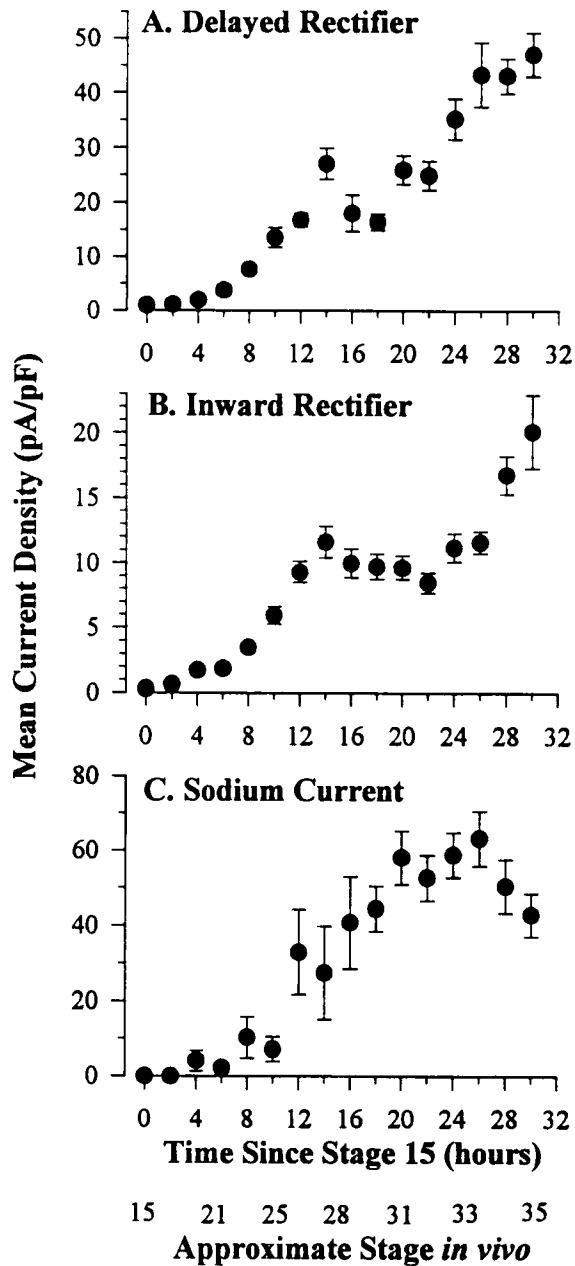 A. Delayed Rectifier
50
40
30
20
10
0
0 4 8 12 16 20 24 28 32
B. Inward Rectifier
20
15
10
5
0
0 4 8 12 16 20 24 28 32
Mean Current Density (pA/pF)
C. Sodium Current
80
60
40
20
0
0 4 8 12 16 20 24 28 32
Time Since Stage 15 (hours)
15 21 25 28 31 33 35
Approximate Stage in vivo